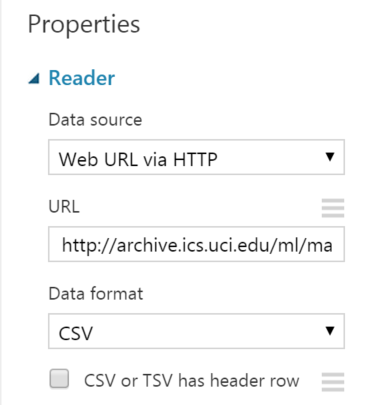 Properties
Reader
Data source
Web URL via HTTP
URL
http://archive.ics.uci.edu/ml/ma
Data format
CSV
CSV or TSV has header row